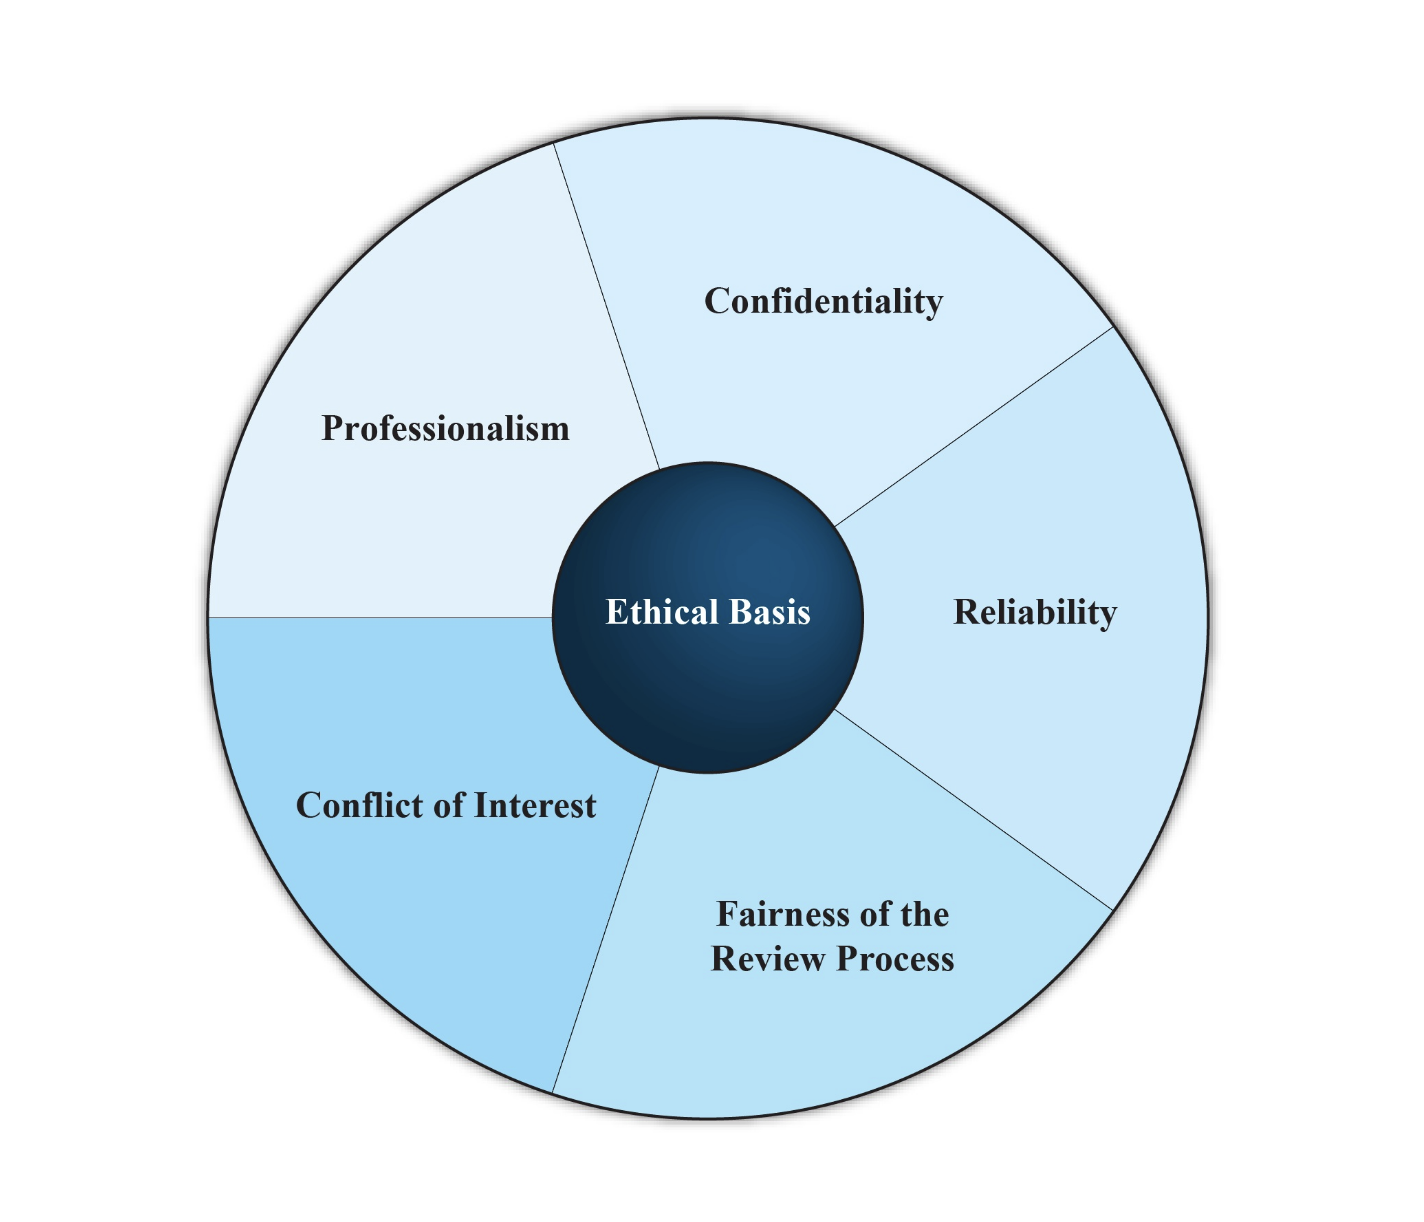 Confidentiality
Professionalism
Ethical Basis
Reliability
Conflict of Interest
Fairness of the
Review Process